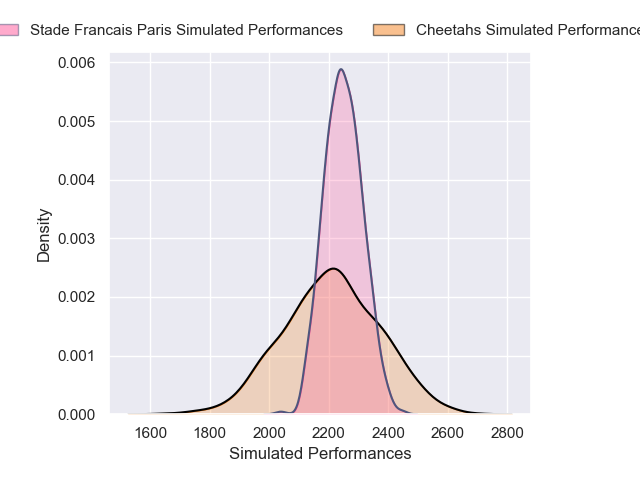 Stade Francais Paris Simulated Performances Cheetahs Simulated Performance
0.006
0.005
0.004
0.003
0.002
0.001
0.000
Density
1600 1800 2000 2200 2400 2600 2800
Simulated Performances